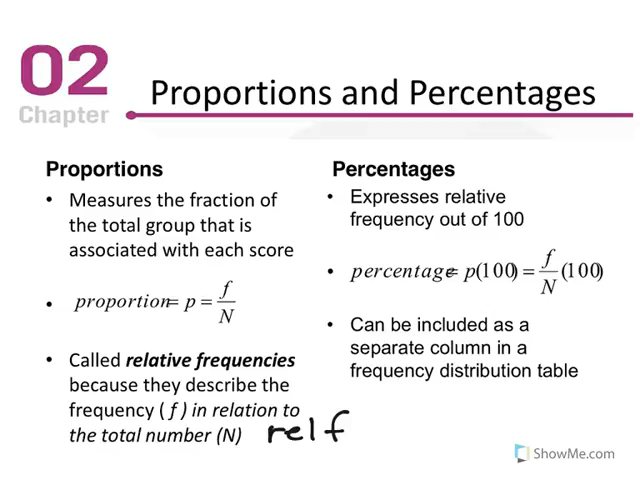 02
Chapter
Proportions and Percentages
Proportions
• Measures the fraction of
the total group that is
associated with each score
• proportion = p = f/N
• Called relative frequencies
because they describe the
frequency ( f ) in relation to
the total number (N)
rel f
Percentages
• Expresses relative
frequency out of 100
• percentage = p(100) = f/N (100)
• Can be included as a
separate column in a
frequency distribution table
ShowMe.com